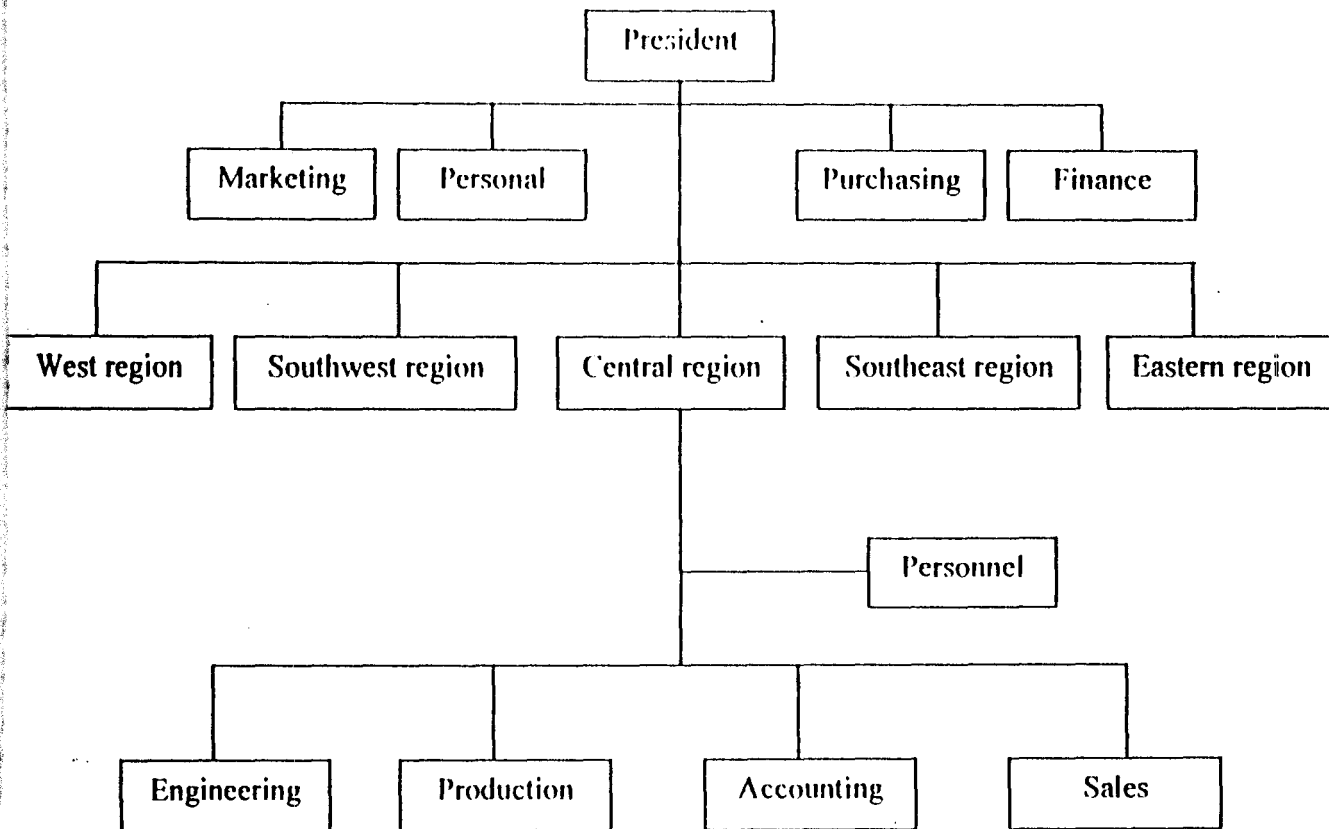 President
Marketing
Personal
Purchasing
Finance
West region
Southwest region
Central region
Southeast region
Eastern region
Personnel
Engineering
Production
Accounting
Sales